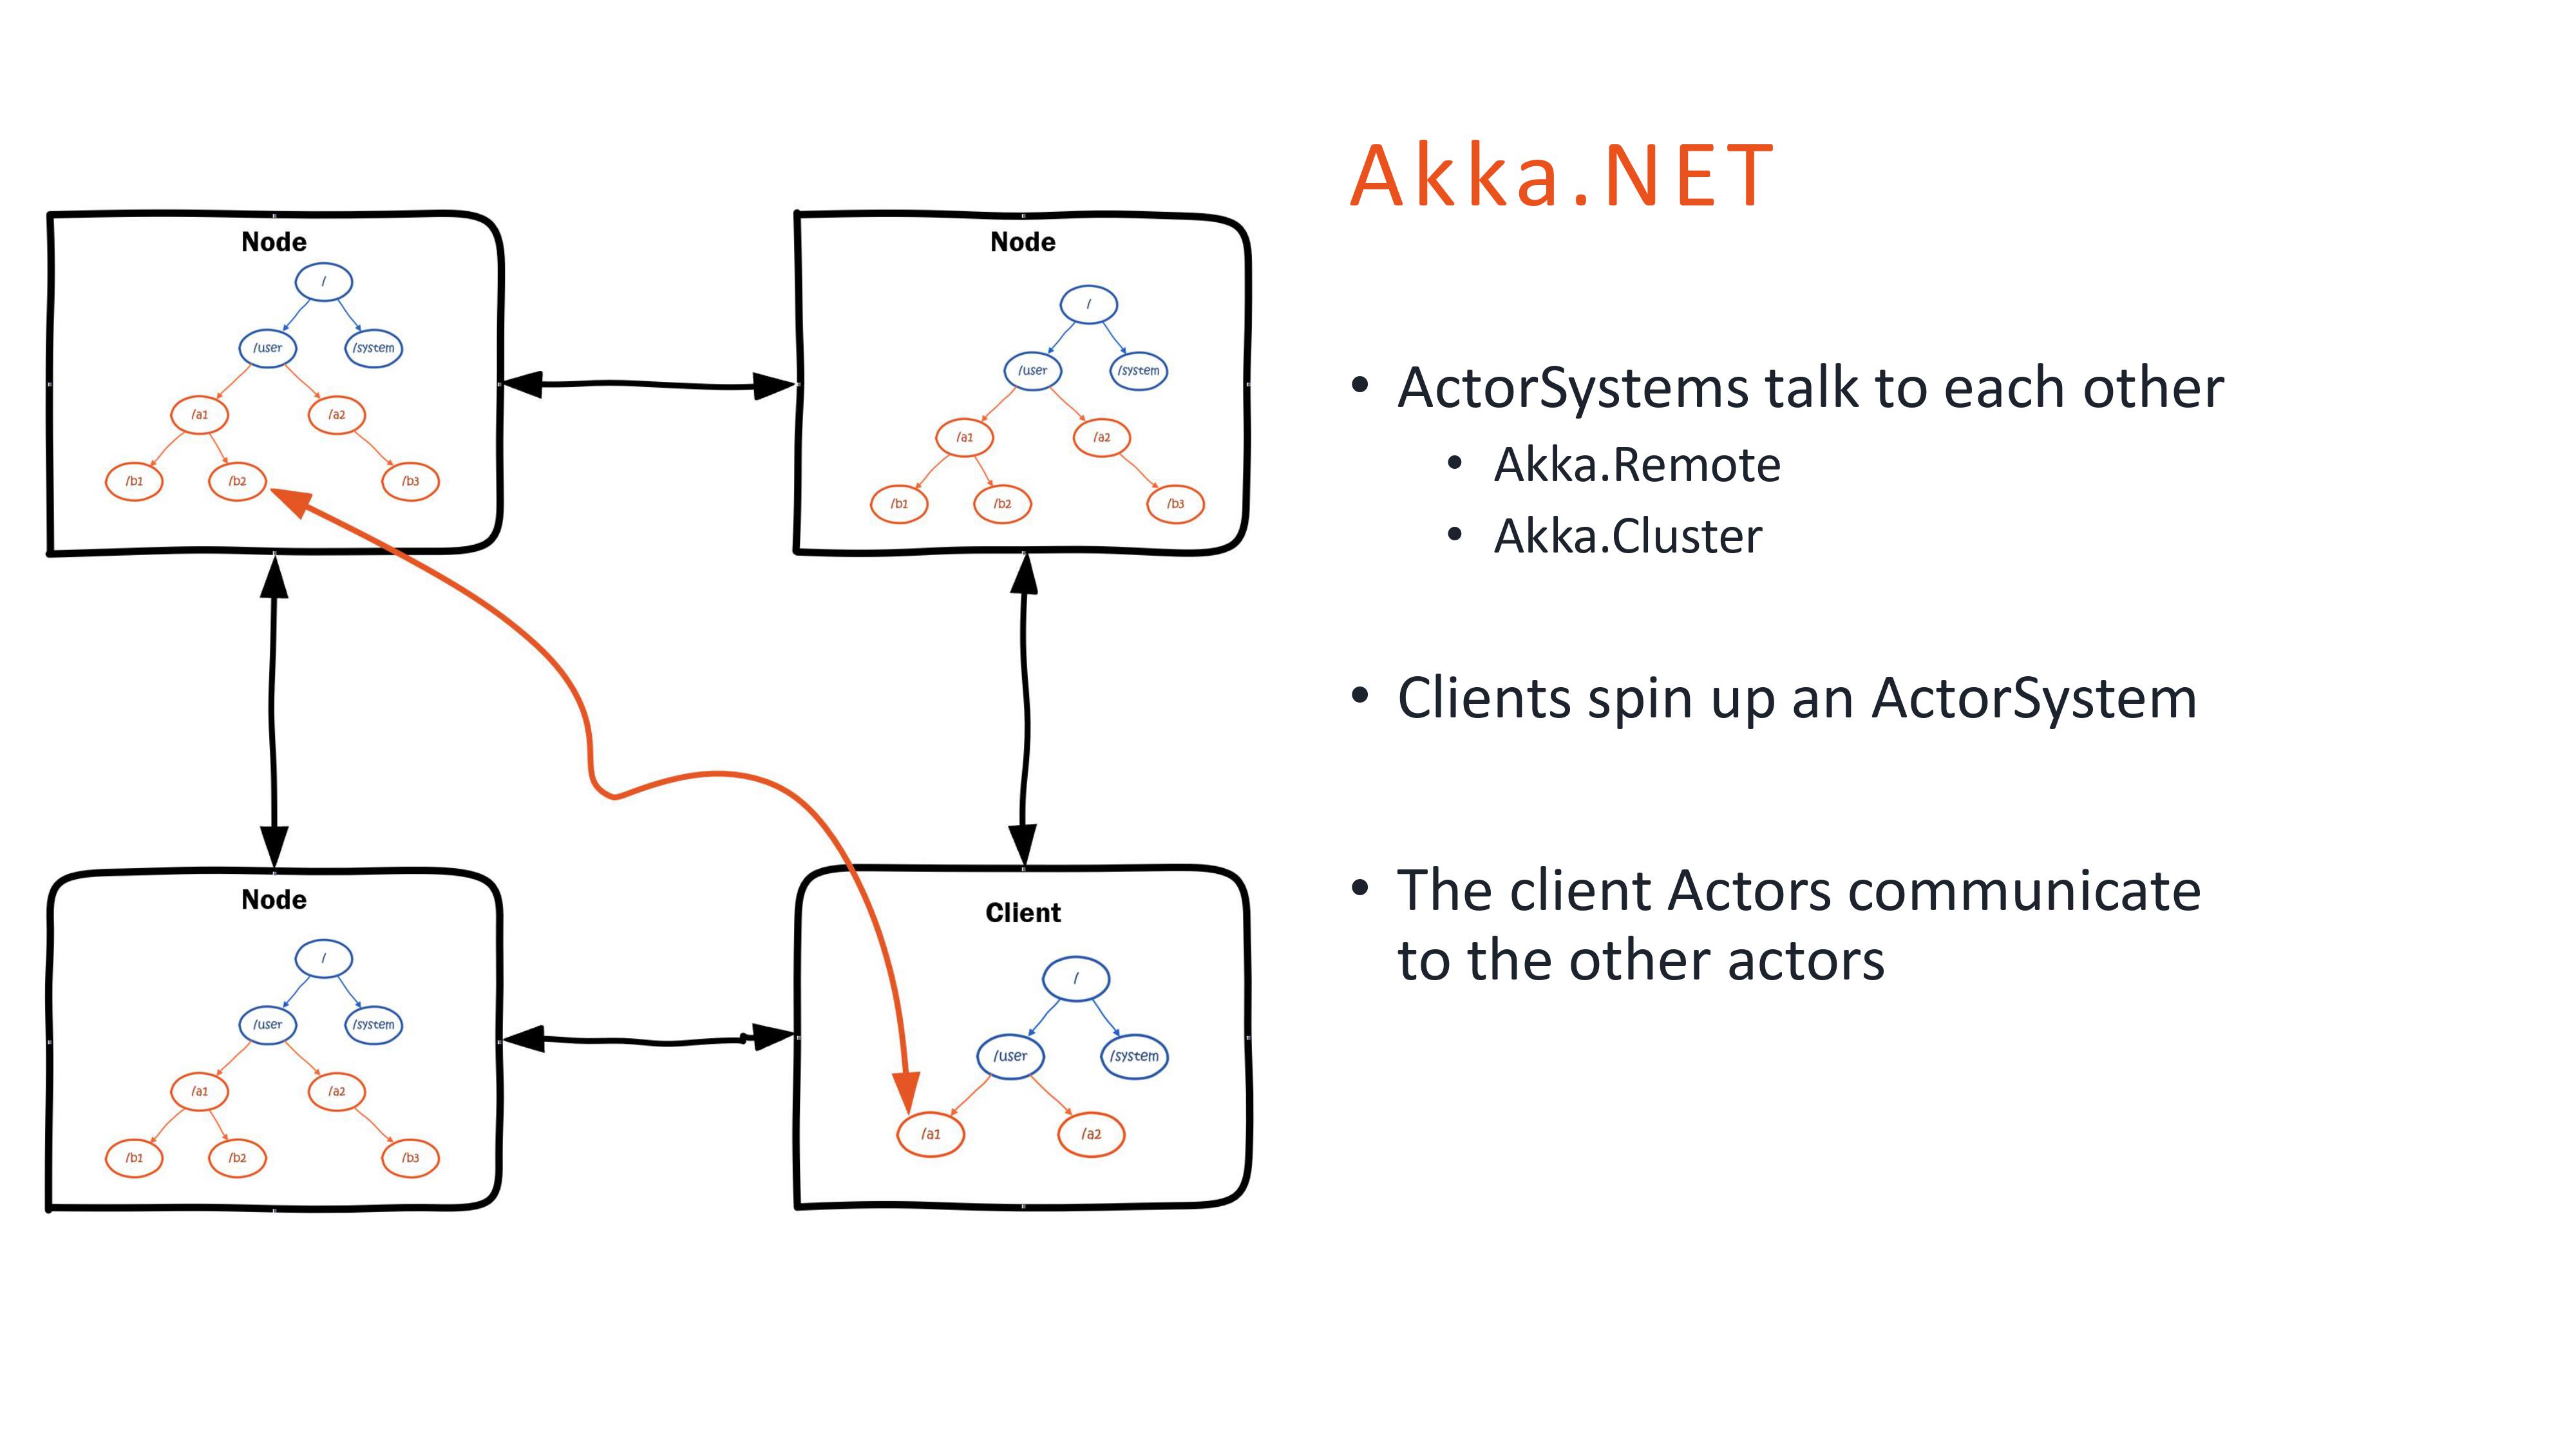 Akka.NET
• ActorSystems talk to each other
• Akka.Remote
• Akka.Cluster
• Clients spin up an ActorSystem
• The client Actors communicate
to the other actors
Node
/
/user
/system
/a1
/a2
/b1
/b2
/b3
Node
/
/user
/system
/a1
/a2
/b1
/b2
/b3
Node
/
/user
/system
/a1
/a2
/b1
/b2
/b3
Client
/
/user
/system
/a1
/a2